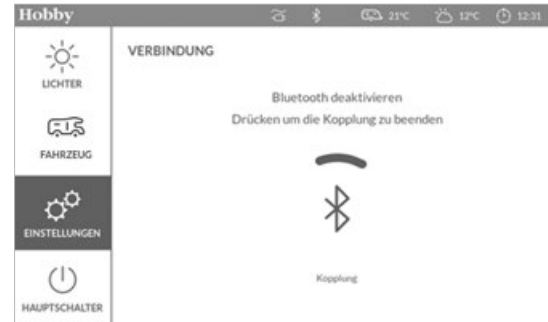 Hobby 21°C 12°C 12:31
LICHTER
FAHRZEUG
EINSTELLUNGEN
HAUPTSCHALTER
VERBINDUNG
Bluetooth deaktivieren
Drücken um die Kopplung zu beenden
Kopplung